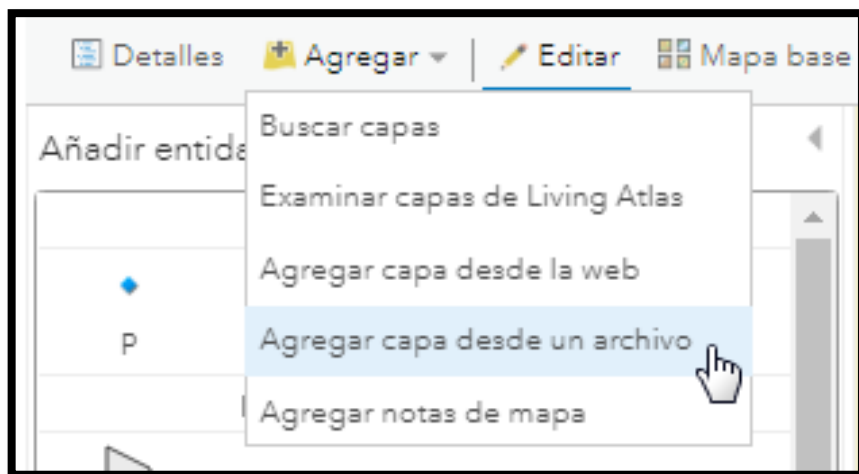 Detalles Agregar Editar Mapa base
Añadir entida
Buscar capas
Examinar capas de Living Atlas
Agregar capa desde la web
Agregar capa desde un archivo
P
Agregar notas de mapa